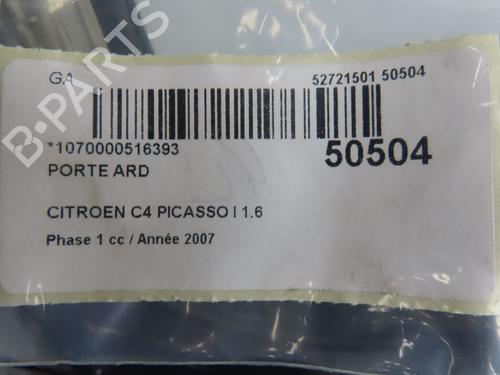 GA
52721501 50504
*1070000516393
50504
PORTE ARD
CITROEN C4 PICASSO I 1.6
Phase 1 cc / Année 2007
B-PARTS